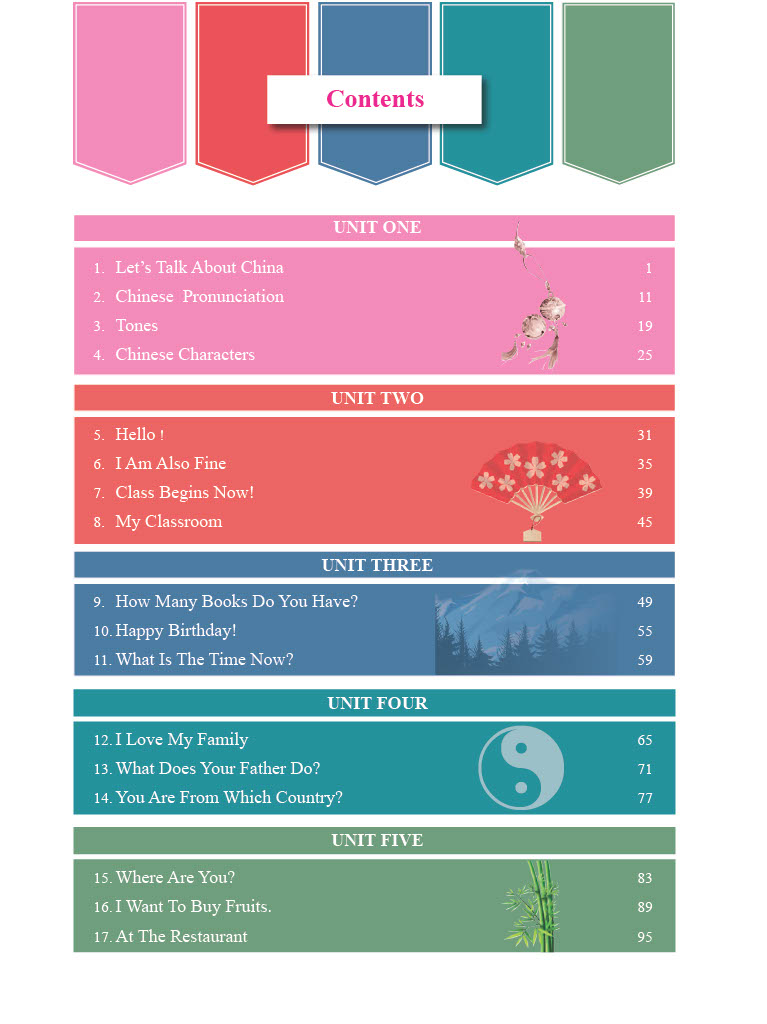 Contents
UNIT ONE
1. Let's Talk About China 1
2. Chinese Pronunciation 11
3. Tones 19
4. Chinese Characters 25
UNIT TWO
5. Hello ! 31
6. I Am Also Fine 35
7. Class Begins Now! 39
8. My Classroom 45
UNIT THREE
9. How Many Books Do You Have? 49
10. Happy Birthday! 55
11. What Is The Time Now? 59
UNIT FOUR
12. I Love My Family 65
13. What Does Your Father Do? 71
14. You Are From Which Country? 77
UNIT FIVE
15. Where Are You? 83
16. I Want To Buy Fruits. 89
17. At The Restaurant 95